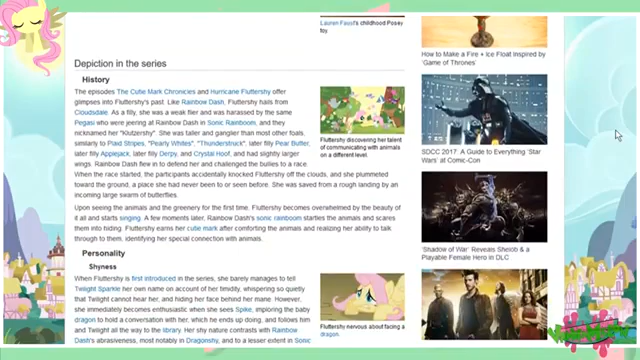 Lauren Faust's childhood Posey
toy.
Depiction in the series
History
The episodes The Cutie Mark Chronicles and Hurricane Fluttershy offer
glimpses into Fluttershy's past. Like Rainbow Dash, Fluttershy hails from
Cloudsdale. As a filly, she was a weak flier and was harassed by the same
Pegasi who were jeering at Rainbow Dash in Sonic Rainboom, and they
nicknamed her "Klutzershy". She was taller and gangler than most other foals,
similarly to Paid Stripes, "Pearly Whites", "Thunderstruck", later filly Pear Butter,
later filly Applejack, later filly Derpy, and Crystal Hoof, and had slightly larger
wings. Rainbow Dash flew in to defend her and challenged the bullies to a race.
When the race started, the participants accidentally knocked Fluttershy off the clouds, and she plummeted
toward the ground, a place she had never been to or seen before. She was saved from a rough landing by an
incoming large swarm of butterflies.
Fluttershy discovering her talent
of communicating with animals
on a different level.
Upon seeing the animals and the greenery for the first time, Fluttershy becomes overwhelmed by the beauty
of it all and starts singing. A few moments later, Rainbow Dash's sonic rainboom startles the animals and scares
them into hiding. Fluttershy earns her cutie mark after comforting the animals and realizing her ability to talk
through to them, identifying her special connection with animals.
Personality
Shyness
When Fluttershy is first introduced in the series, she barely manages to tell
Twilight Sparkle her own name on account of her timidity, whispering so quietly
that Twilight cannot hear her, and hiding her face behind her mane. However,
she immediately becomes enthusiastic when she sees Spike, imploring the baby
dragon to hold a conversation with her, which he ends up doing, and follows him
and Twilight all the way to the library. Her shy nature contrasts with Rainbow
Dash's abrasiveness, most notably in Dragonshy, and to a lesser extent in Sonic
Fluttershy nervous about facing a
dragon.
How to Make a Fire + Ice Float Inspired by
'Game of Thrones'
SDCC 2017: A Guide to Everything 'Star
Wars' at Comic-Con
'Shadow of War' Reveals Shelob & a
Playable Female Hero in DLC